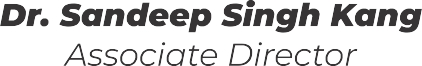 Dr. Sandeep Singh Kang
Associate Director